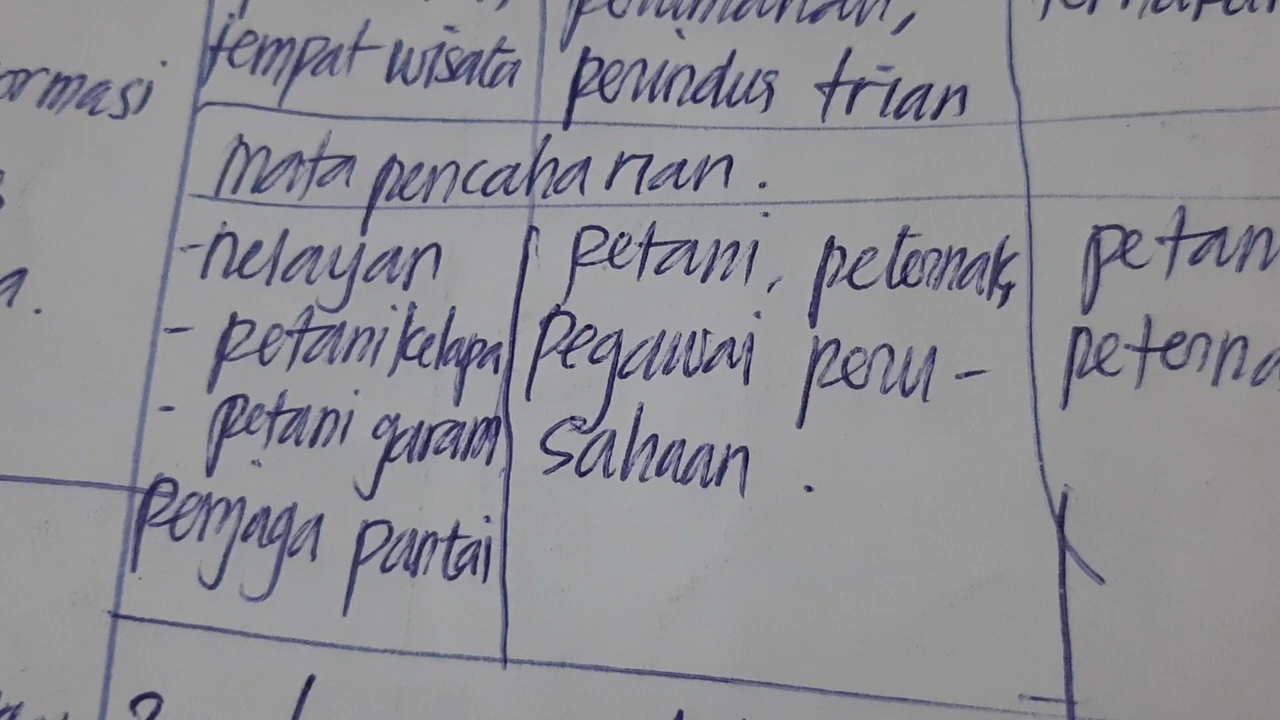 tempat wisata perindus trian
ormasi
mata pencaharian.
-nelayan petani, peternak, petan
- petani kelapa pegawai peru- peterna
- petani garam sahaan.
penjaga pantai